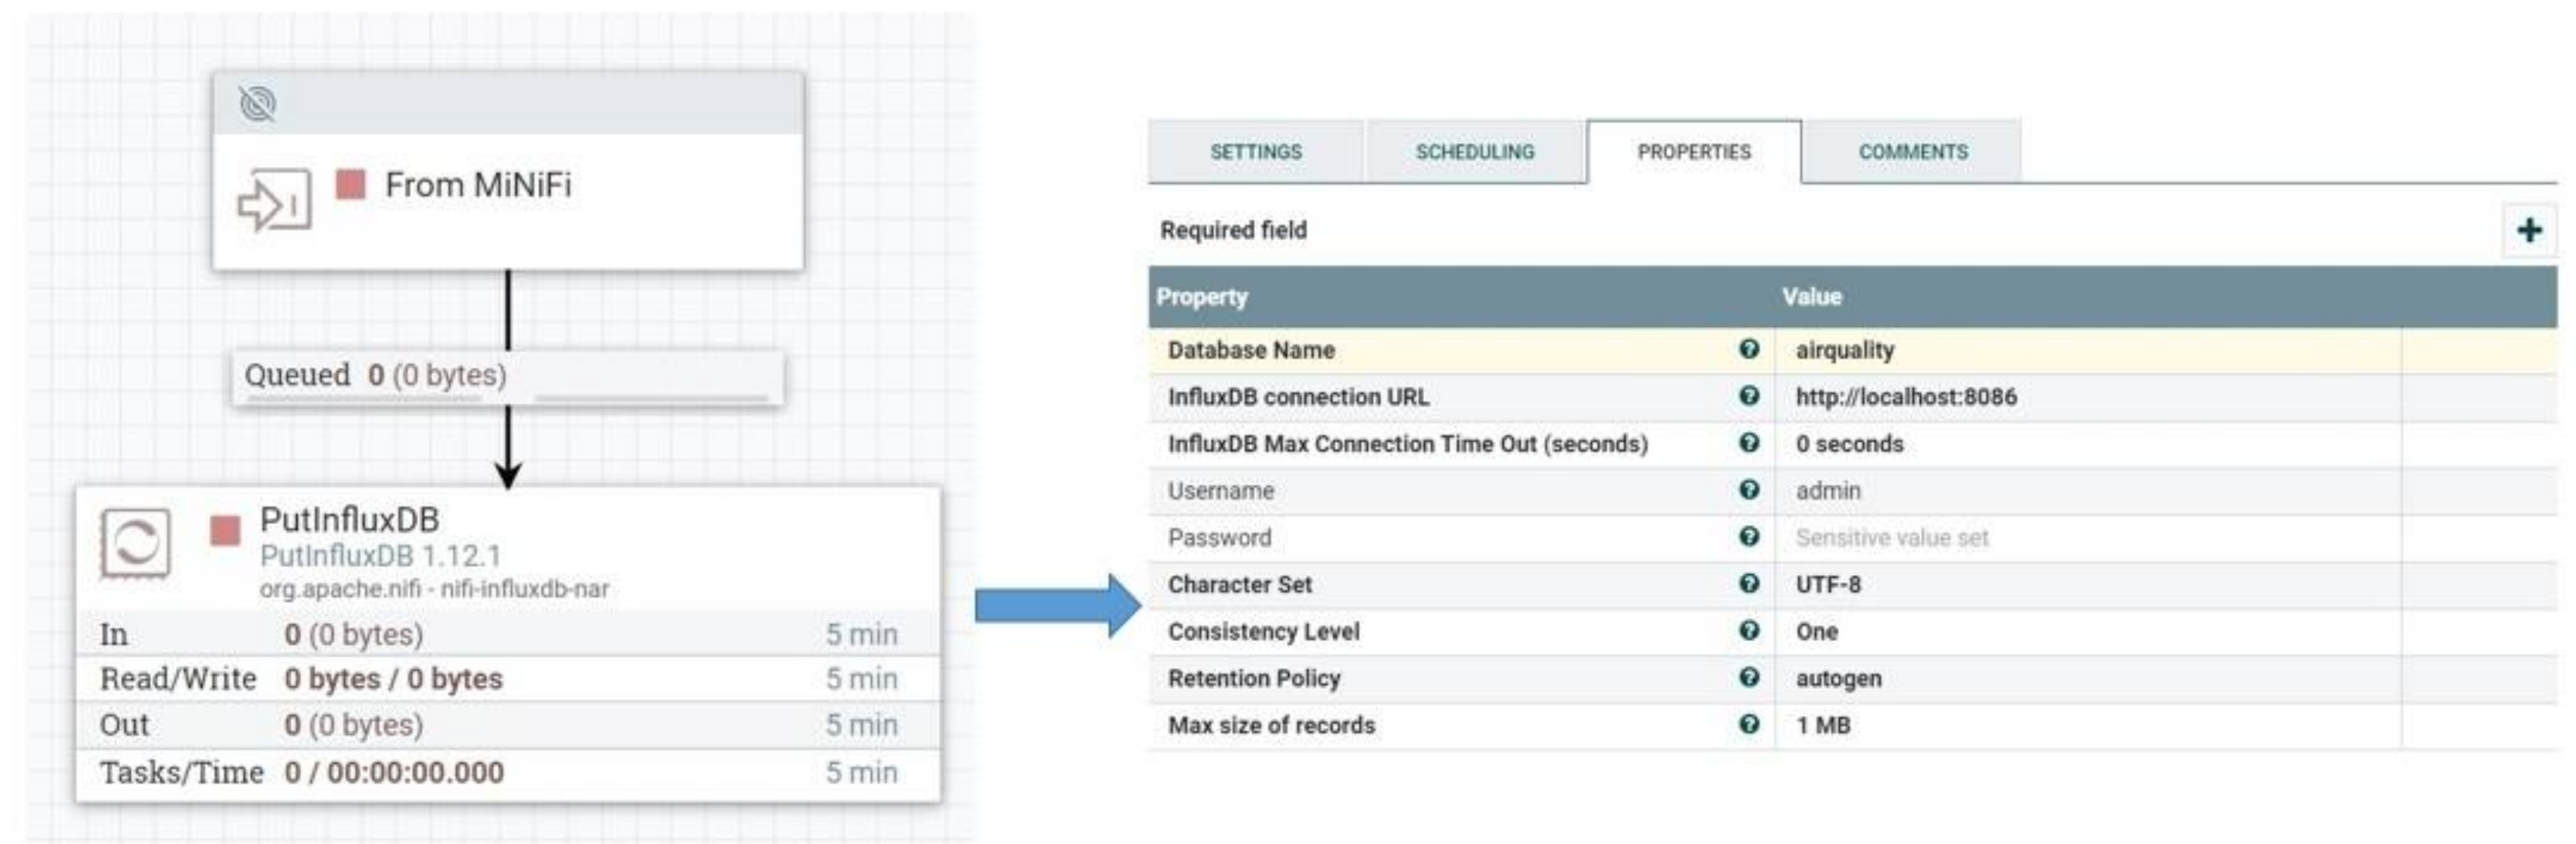 From MiNiFi
Queued 0 (0 bytes)
PutInfluxDB
PutInfluxDB 1.12.1
org.apache.nifi - nifi-influxdb-nar
In 0 (0 bytes) 5 min
Read/Write 0 bytes / 0 bytes 5 min
Out 0 (0 bytes) 5 min
Tasks/Time 0 / 00:00:00.000 5 min
SETTINGS SCHEDULING PROPERTIES COMMENTS
Required field
Property Value
Database Name airquality
InfluxDB connection URL http://localhost:8086
InfluxDB Max Connection Time Out (seconds) 0 seconds
Username admin
Password Sensitive value set
Character Set UTF-8
Consistency Level One
Retention Policy autogen
Max size of records 1 MB